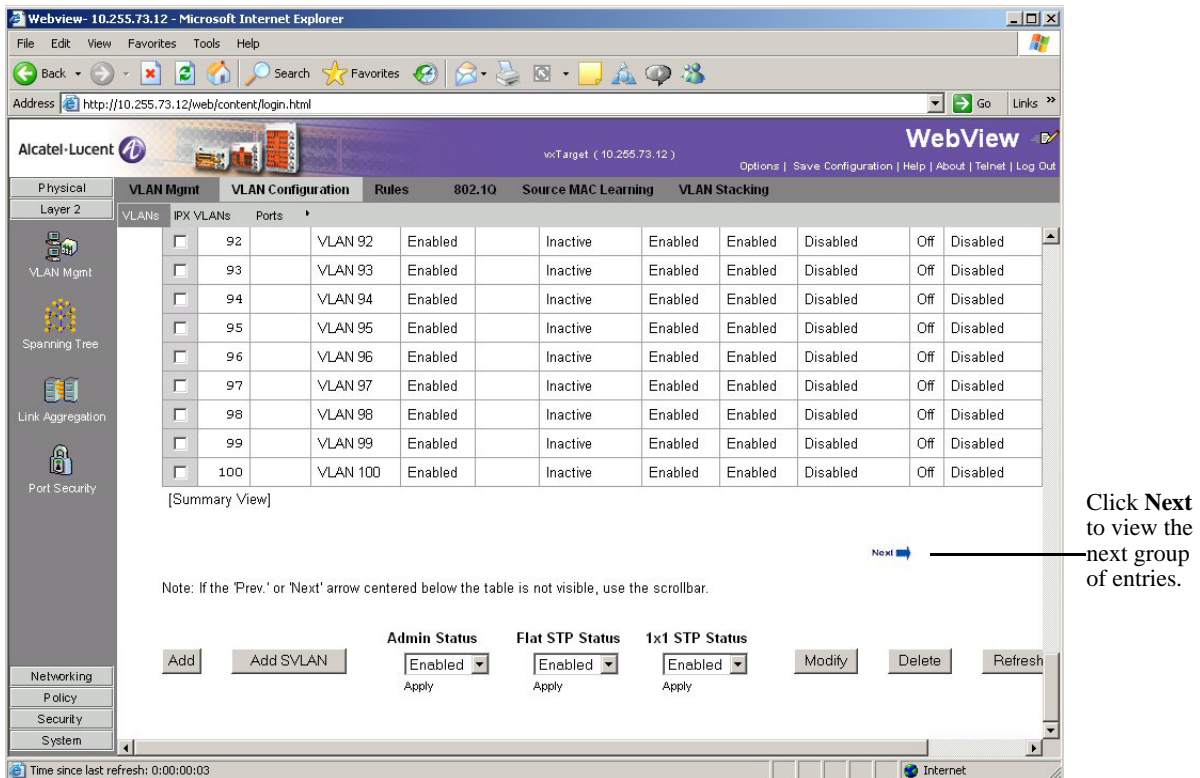 Webview- 10.255.73.12 - Microsoft Internet Explorer
File Edit View Favorites Tools Help
Back Search Favorites
Address http://10.255.73.12/web/content/login.html Go Links »
Alcatel·Lucent vxTarget ( 10.255.73.12 ) WebView
Options | Save Configuration | Help | About | Telnet | Log Out
Physical VLAN Mgmt VLAN Configuration Rules 802.1Q Source MAC Learning VLAN Stacking
Layer 2 VLANs IPX VLANs Ports
VLAN Mgmt
Spanning Tree
Link Aggregation
Port Security
92 VLAN 92 Enabled Inactive Enabled Enabled Disabled Off Disabled
93 VLAN 93 Enabled Inactive Enabled Enabled Disabled Off Disabled
94 VLAN 94 Enabled Inactive Enabled Enabled Disabled Off Disabled
95 VLAN 95 Enabled Inactive Enabled Enabled Disabled Off Disabled
96 VLAN 96 Enabled Inactive Enabled Enabled Disabled Off Disabled
97 VLAN 97 Enabled Inactive Enabled Enabled Disabled Off Disabled
98 VLAN 98 Enabled Inactive Enabled Enabled Disabled Off Disabled
99 VLAN 99 Enabled Inactive Enabled Enabled Disabled Off Disabled
100 VLAN 100 Enabled Inactive Enabled Enabled Disabled Off Disabled
[Summary View]
Next
Click Next
to view the
next group
of entries.
Note: If the 'Prev.' or 'Next' arrow centered below the table is not visible, use the scrollbar.
Admin Status Flat STP Status 1x1 STP Status
Add Add SVLAN Enabled Enabled Enabled Modify Delete Refresh
Apply Apply Apply
Networking
Policy
Security
System
Time since last refresh: 0:00:00:03 Internet